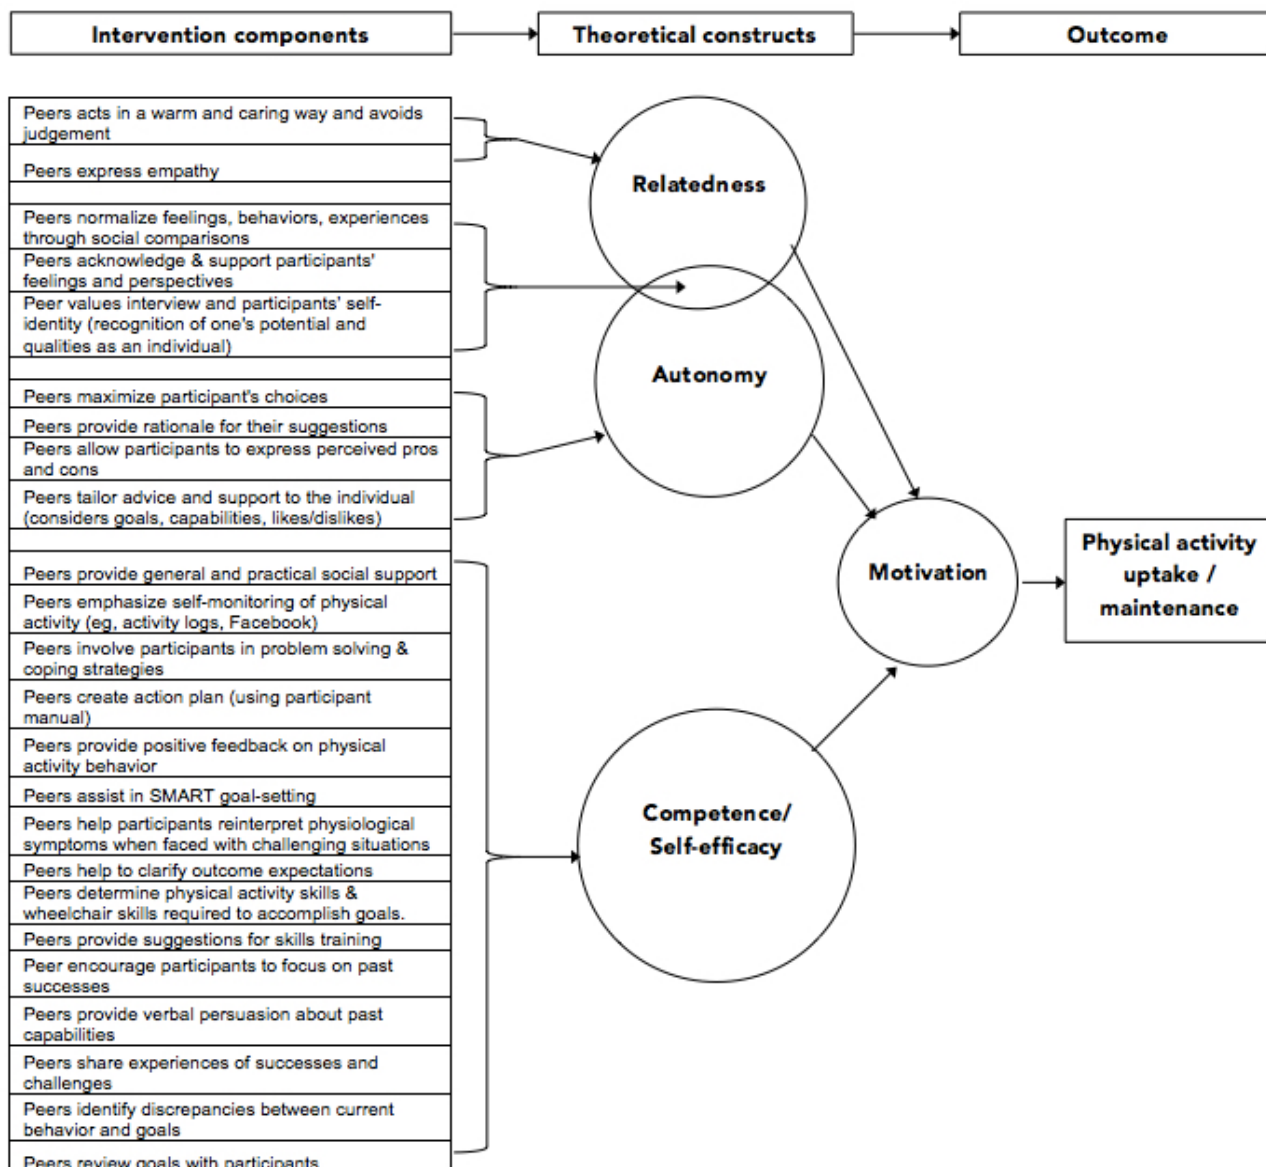 Intervention components
Theoretical constructs
Outcome
Peers acts in a warm and caring way and avoids
judgement
Peers express empathy
Peers normalize feelings, behaviors, experiences
through social comparisons
Peers acknowledge & support participants'
feelings and perspectives
Peer values interview and participants' self-
identity (recognition of one's potential and
qualities as an individual)
Peers maximize participant's choices
Peers provide rationale for their suggestions
Peers allow participants to express perceived pros
and cons
Peers tailor advice and support to the individual
(considers goals, capabilities, likes/dislikes)
Peers provide general and practical social support
Peers emphasize self-monitoring of physical
activity (eg, activity logs, Facebook)
Peers involve participants in problem solving &
coping strategies
Peers create action plan (using participant
manual)
Peers provide positive feedback on physical
activity behavior
Peers assist in SMART goal-setting
Peers help participants reinterpret physiological
symptoms when faced with challenging situations
Peers help to clarify outcome expectations
Peers determine physical activity skills &
wheelchair skills required to accomplish goals.
Peers provide suggestions for skills training
Peer encourage participants to focus on past
successes
Peers provide verbal persuasion about past
capabilities
Peers share experiences of successes and
challenges
Peers identify discrepancies between current
behavior and goals
Peers review goals with participants
Relatedness
Autonomy
Competence/
Self-efficacy
Motivation
Physical activity
uptake /
maintenance